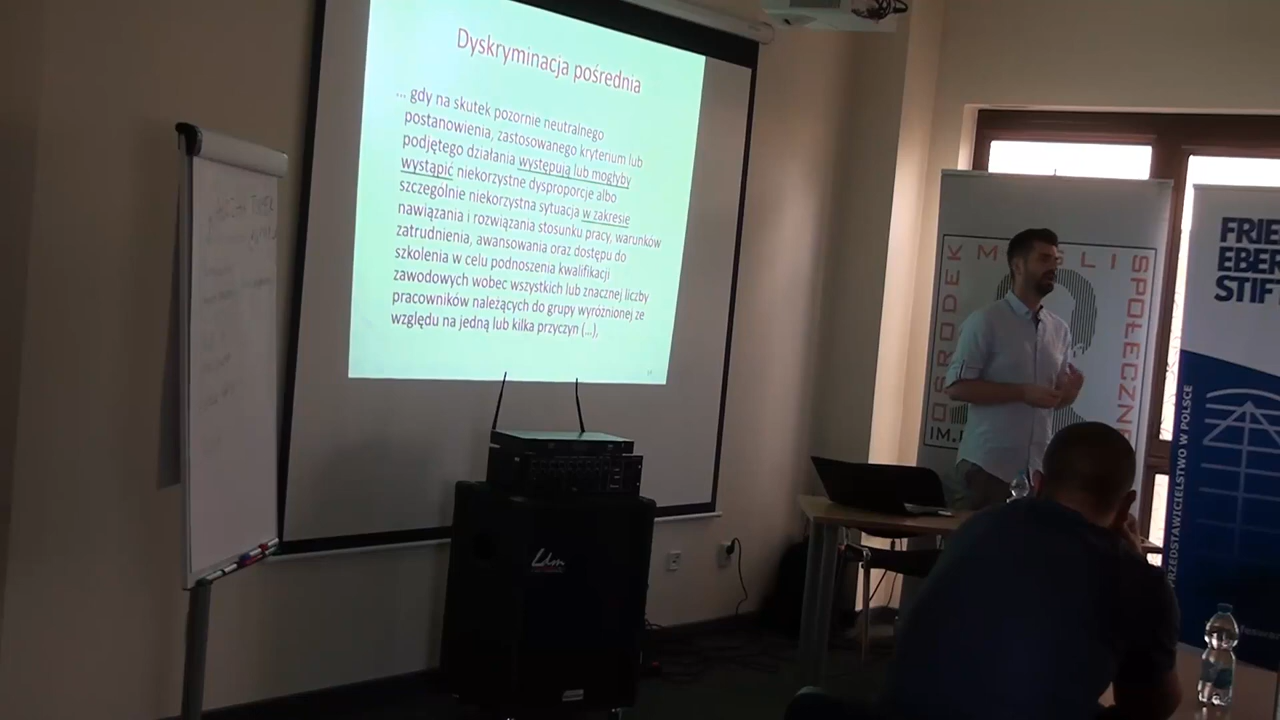 Dyskryminacja pośrednia
... gdy na skutek pozornie neutralnego
postanowienia, zastosowanego kryterium lub
podjętego działania występują lub mogłyby
wystąpić niekorzystne dysproporcje albo
szczególnie niekorzystna sytuacja w zakresie
nawiązania i rozwiązania stosunku pracy, warunków
zatrudnienia, awansowania oraz dostępu do
szkolenia w celu podnoszenia kwalifikacji
zawodowych wobec wszystkich lub znacznej liczby
pracowników należących do grupy wyróżnionej ze
względu na jedną lub kilka przyczyn (...),
Ldm
OŚRODEK
SPOŁECZNE
IM.
FRIE
EBER
STIF
PRZEDSTAWICIELSTWO W POLSCE